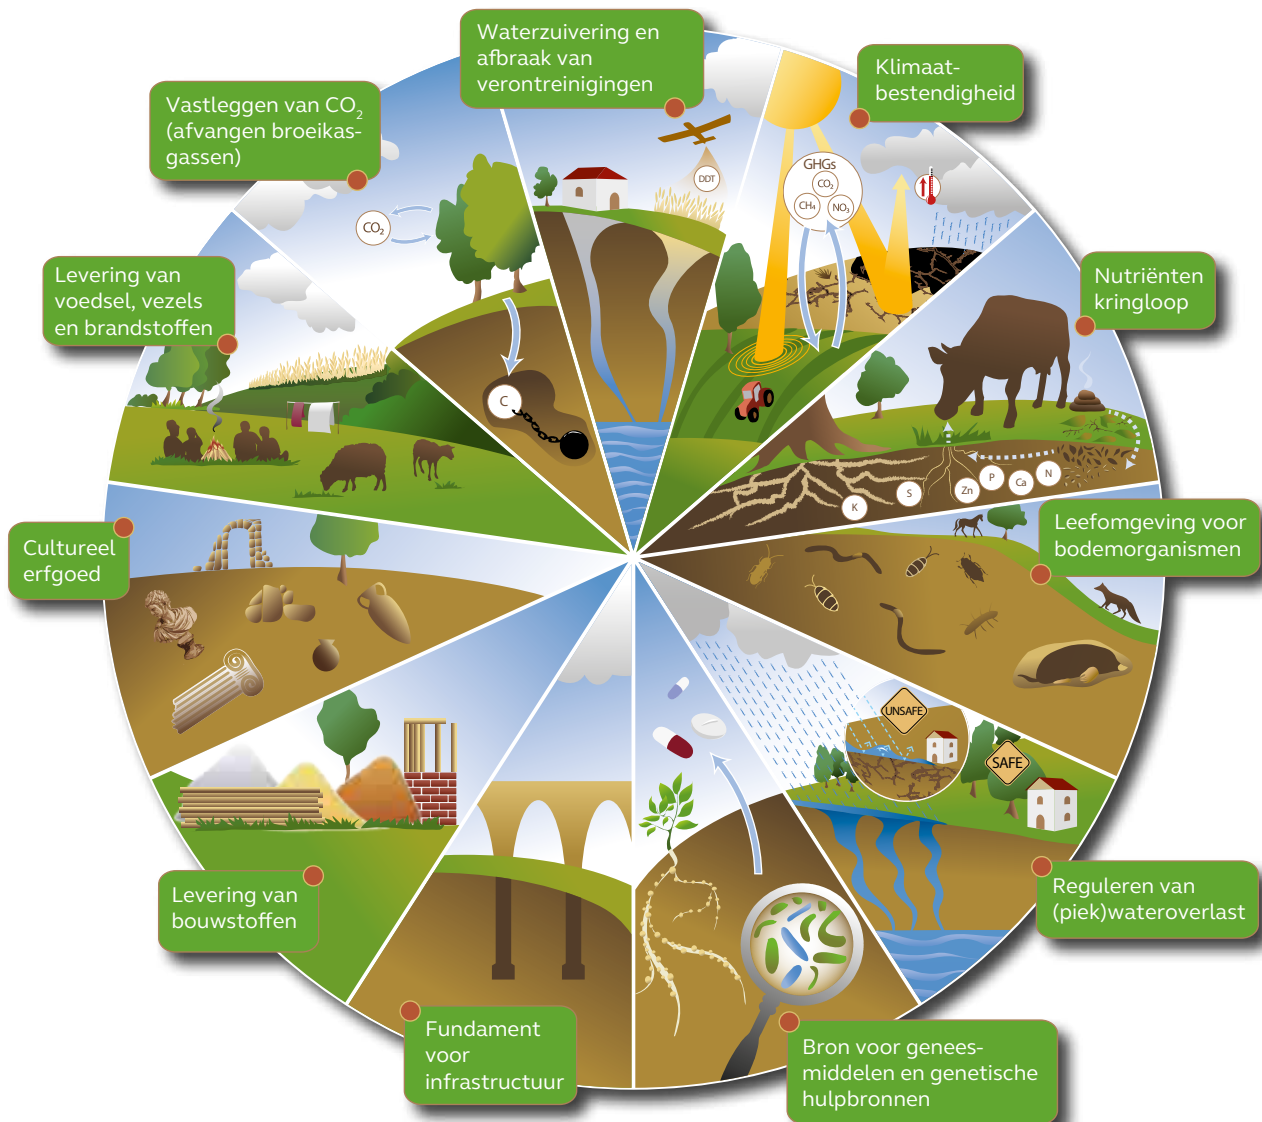 Waterzuivering en
afbraak van
verontreinigingen
Klimaat-
bestendigheid
Vastleggen van CO₂
(afvangen broeikas-
gassen)
DDT
GHGs
CO₂
CH₄
NO₃
CO₂
Levering van
voedsel, vezels
en brandstoffen
Nutriënten
kringloop
C
K
S
Zn
P
Ca
N
Cultureel
erfgoed
Leefomgeving voor
bodemorganismen
UNSAFE
SAFE
Levering van
bouwstoffen
Reguleren van
(piek)wateroverlast
Fundament
voor
infrastructuur
Bron voor genees-
middelen en genetische
hulpbronnen